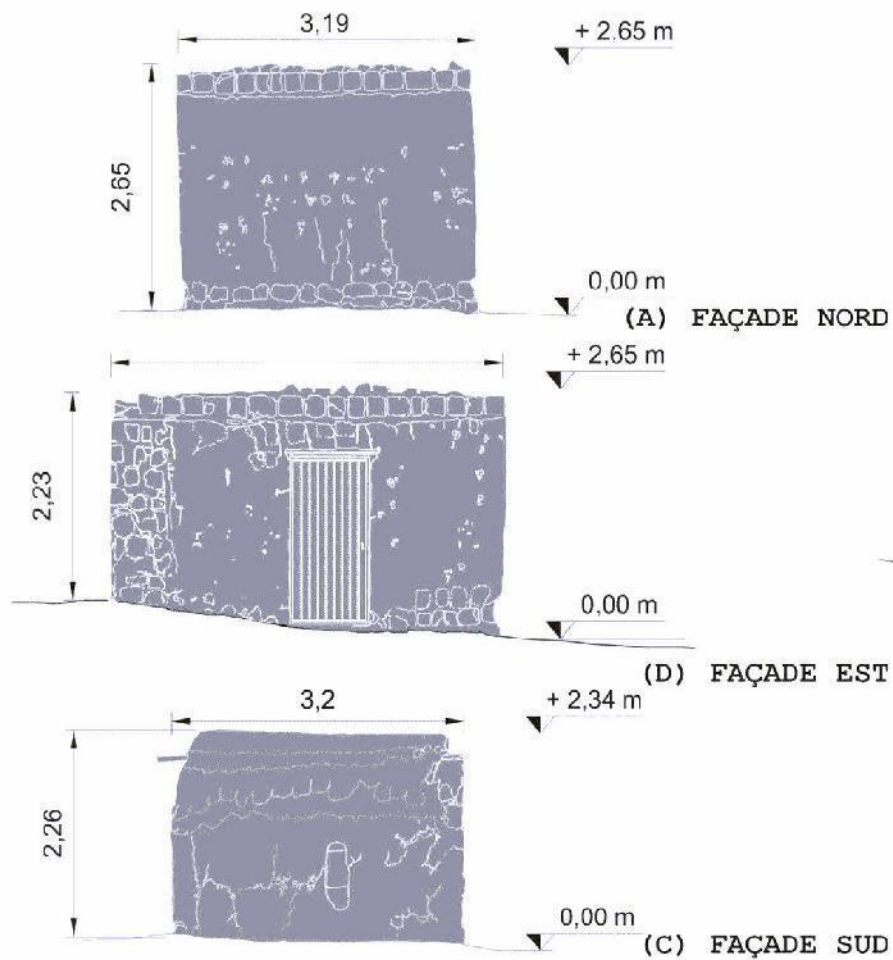 3,19
+ 2,65 m
2,65
0,00 m
(A) FAÇADE NORD
+ 2,65 m
2,23
0,00 m
(D) FAÇADE EST
3,2
+ 2,34 m
2,26
0,00 m
(C) FAÇADE SUD